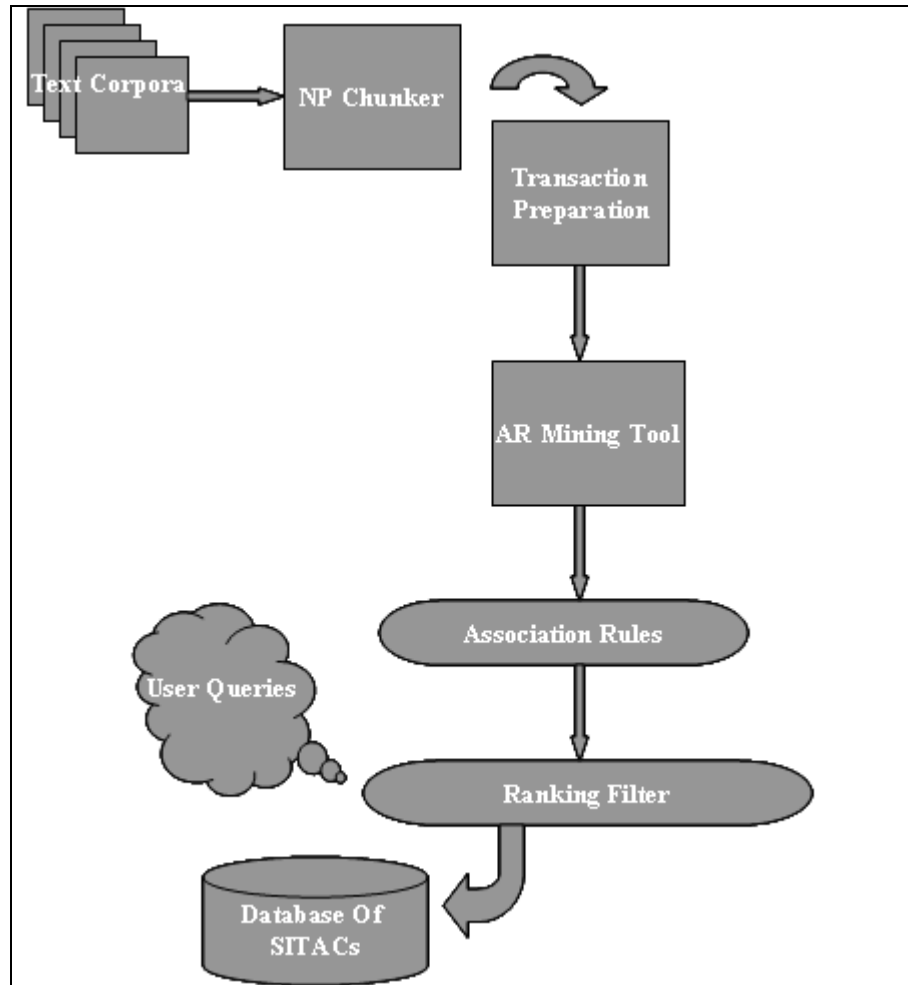 Text Corpora
NP Chunker
Transaction
Preparation
AR Mining Tool
Association Rules
User Queries
Ranking Filter
Database Of
SITACs